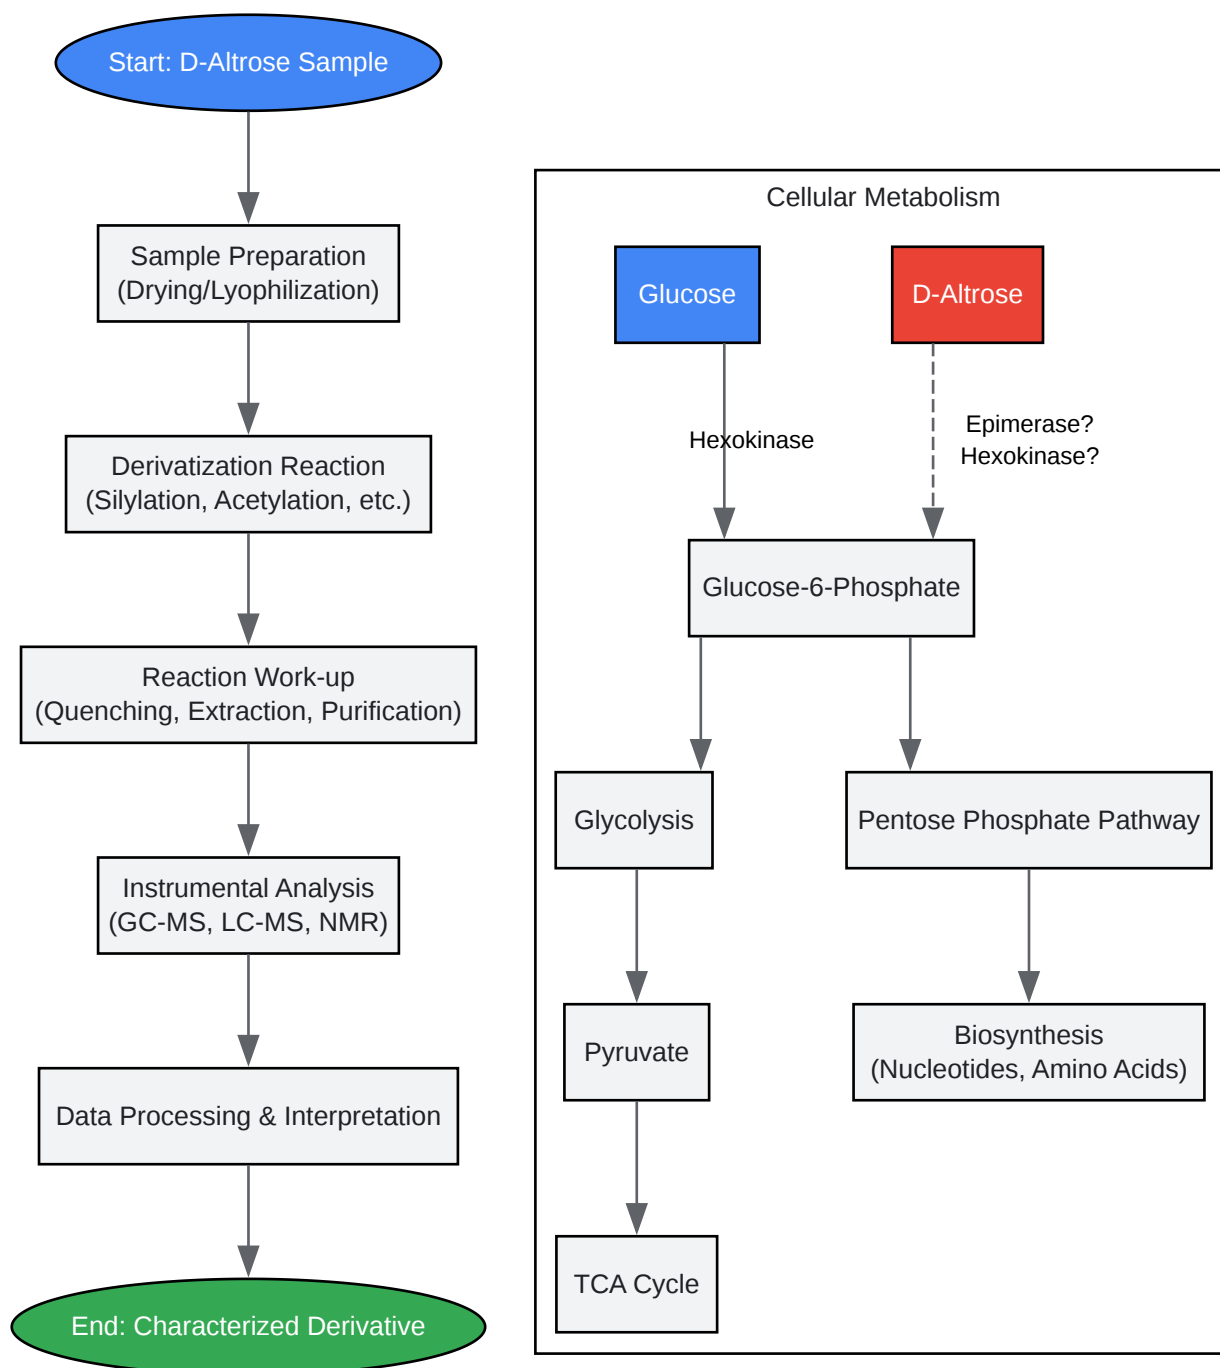 Start: D-Altrose Sample
Sample Preparation
(Drying/Lyophilization)
Derivatization Reaction
(Silylation, Acetylation, etc.)
Reaction Work-up
(Quenching, Extraction, Purification)
Instrumental Analysis
(GC-MS, LC-MS, NMR)
Data Processing & Interpretation
End: Characterized Derivative
Cellular Metabolism
Glucose
D-Altrose
Hexokinase
Epimerase?
Hexokinase?
Glucose-6-Phosphate
Glycolysis
Pentose Phosphate Pathway
Pyruvate
Biosynthesis
(Nucleotides, Amino Acids)
TCA Cycle